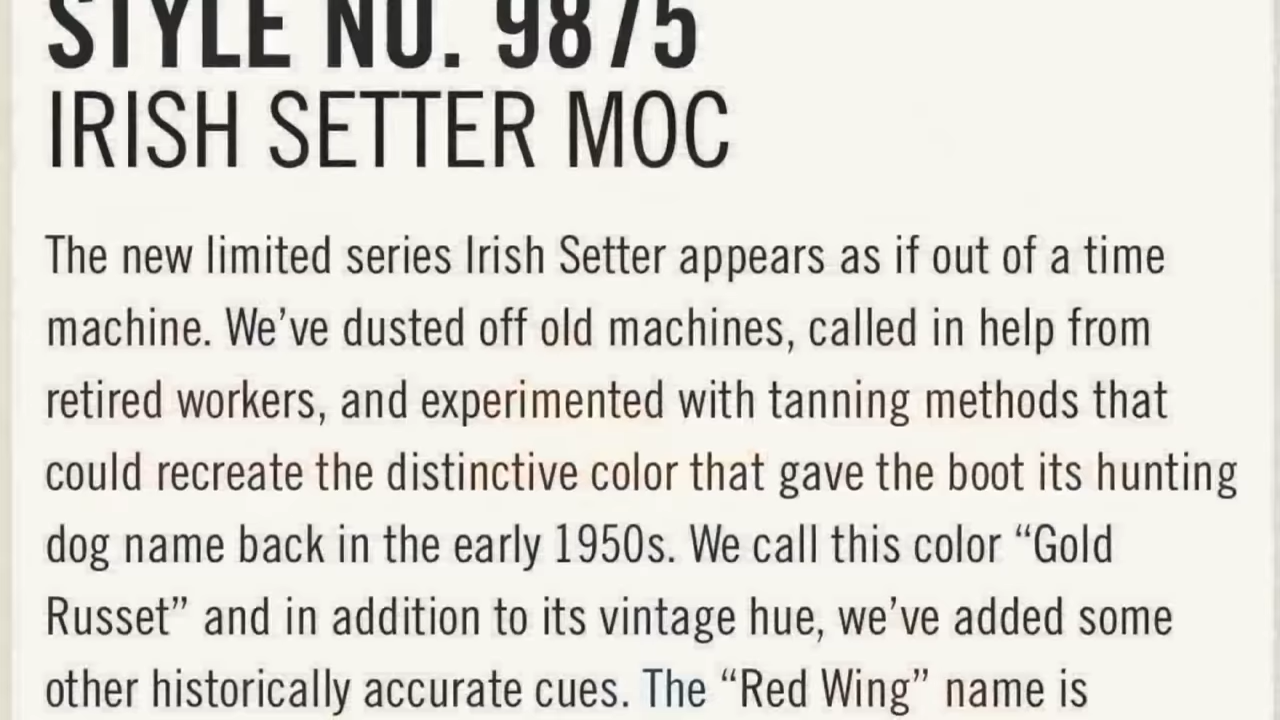 STYLE NO. 9875
IRISH SETTER MOC
The new limited series Irish Setter appears as if out of a time
machine. We’ve dusted off old machines, called in help from
retired workers, and experimented with tanning methods that
could recreate the distinctive color that gave the boot its hunting
dog name back in the early 1950s. We call this color “Gold
Russet” and in addition to its vintage hue, we’ve added some
other historically accurate cues. The “Red Wing” name is